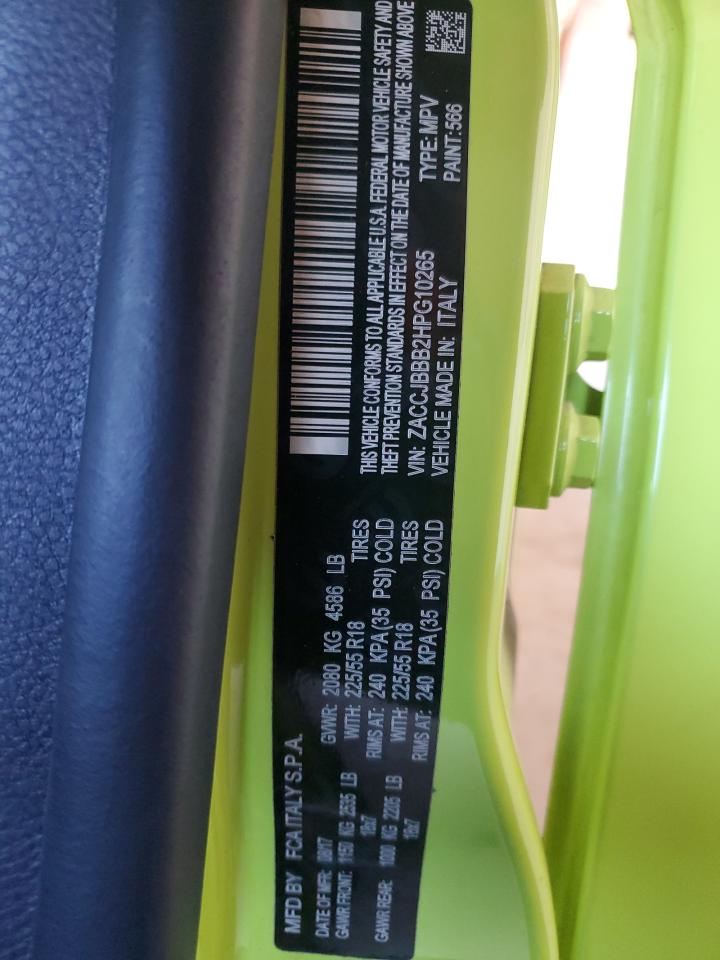 MFD BY FCA ITALY S.P.A.
DATE OF MFR: 08/17 GVWR: 2080 KG 4586 LB
GAWR FRONT: 1150 KG 2535 LB WITH: 225/55 R18 TIRES
18x7 RIMS AT: 240 KPA(35 PSI) COLD
GAWR REAR: 1000 KG 2205 LB WITH: 225/55 R18 TIRES
18x7 RIMS AT: 240 KPA(35 PSI) COLD
THIS VEHICLE CONFORMS TO ALL APPLICABLE U.S.A. FEDERAL MOTOR VEHICLE SAFETY AND
THEFT PREVENTION STANDARDS IN EFFECT ON THE DATE OF MANUFACTURE SHOWN ABOVE
VIN: ZACCJBBB2HPG10265 TYPE: MPV
VEHICLE MADE IN: ITALY PAINT: 566